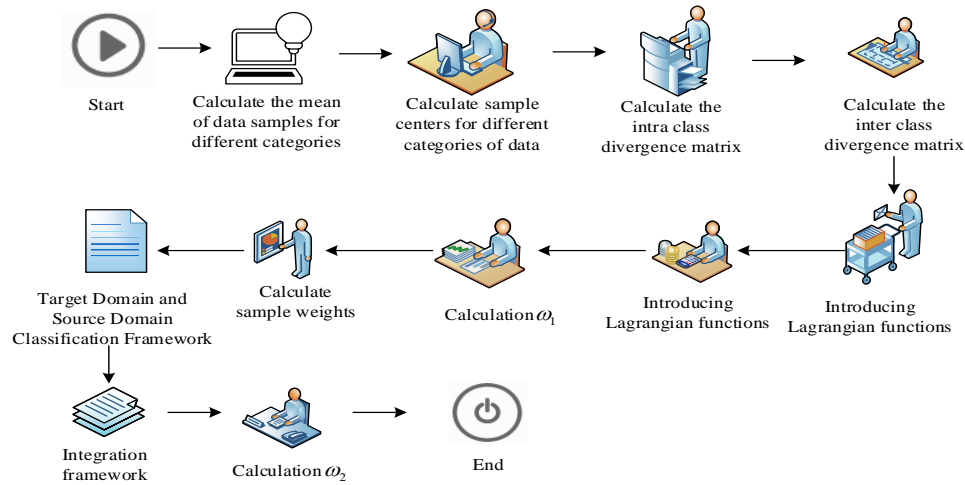 Start
Calculate the mean
of data samples for
different categories
Calculate sample
centers for different
categories of data
Calculate the
intra class
divergence matrix
Calculate the
inter class
divergence matrix
Introducing
Lagrangian functions
Introducing
Lagrangian functions
Calculation ω₁
Calculate
sample weights
Target Domain and
Source Domain
Classification Framework
Integration
framework
Calculation ω₂
End